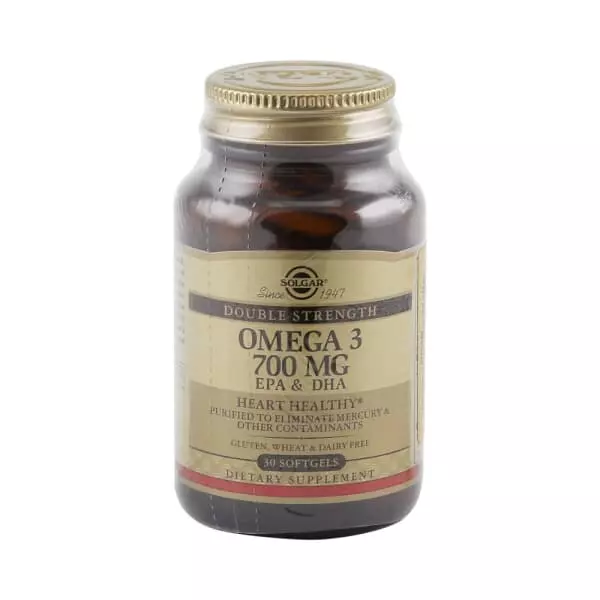 SOLGAR®
Since 1947
DOUBLE STRENGTH
OMEGA 3
700 MG
EPA & DHA
HEART HEALTHY*
PURIFIED TO ELIMINATE MERCURY &
OTHER CONTAMINANTS
GLUTEN, WHEAT & DAIRY FREE
30 SOFTGELS
DIETARY SUPPLEMENT